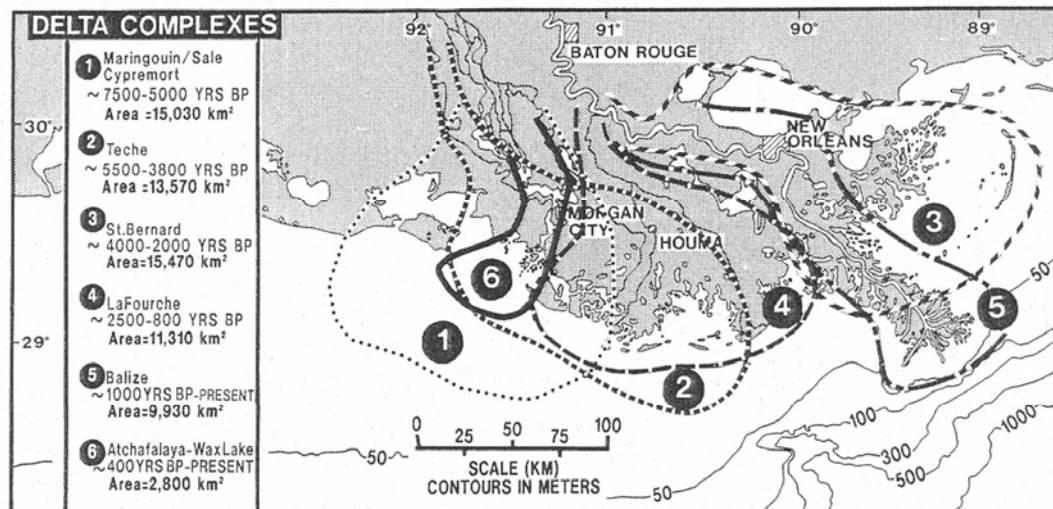 DELTA COMPLEXES
1 Maringouin/Sale
Cypremort
~ 7500-5000 YRS BP
Area =15,030 km²
2 Teche
~ 5500-3800 YRS BP
Area =13,570 km²
3 St.Bernard
~ 4000-2000 YRS BP
Area=15,470 km²
4 LaFourche
~ 2500-800 YRS BP
Area=11,310 km²
5 Balize
~1000YRS BP-PRESENT
Area=9,930 km²
6 Atchafalaya-WaxLake
~400YRS BP-PRESENT
Area=2,800 km²
92° 91° 90° 89°
30°
29°
BATON ROUGE
NEW
ORLEANS
MORGAN
CITY
HOUMA
1
2
3
4
5
6
50
50
50
100
300
500
1000
0 25 50 75 100
SCALE (KM)
CONTOURS IN METERS